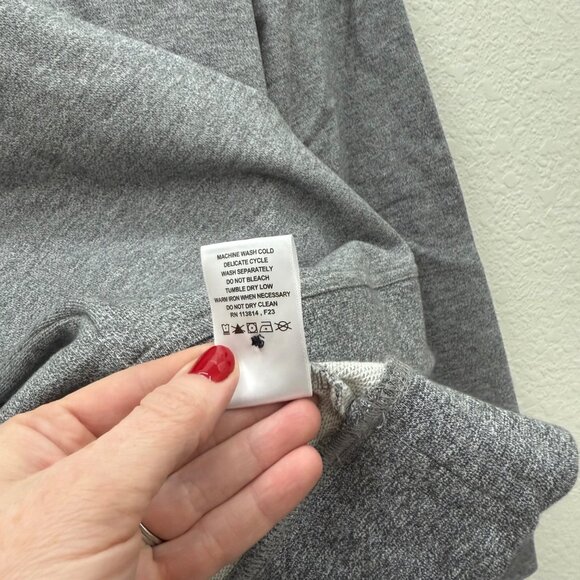 MACHINE WASH COLD
DELICATE CYCLE
WASH SEPARATELY
DO NOT BLEACH
TUMBLE DRY LOW
WARM IRON WHEN NECESSARY
DO NOT DRY CLEAN
RN 113814 , F23